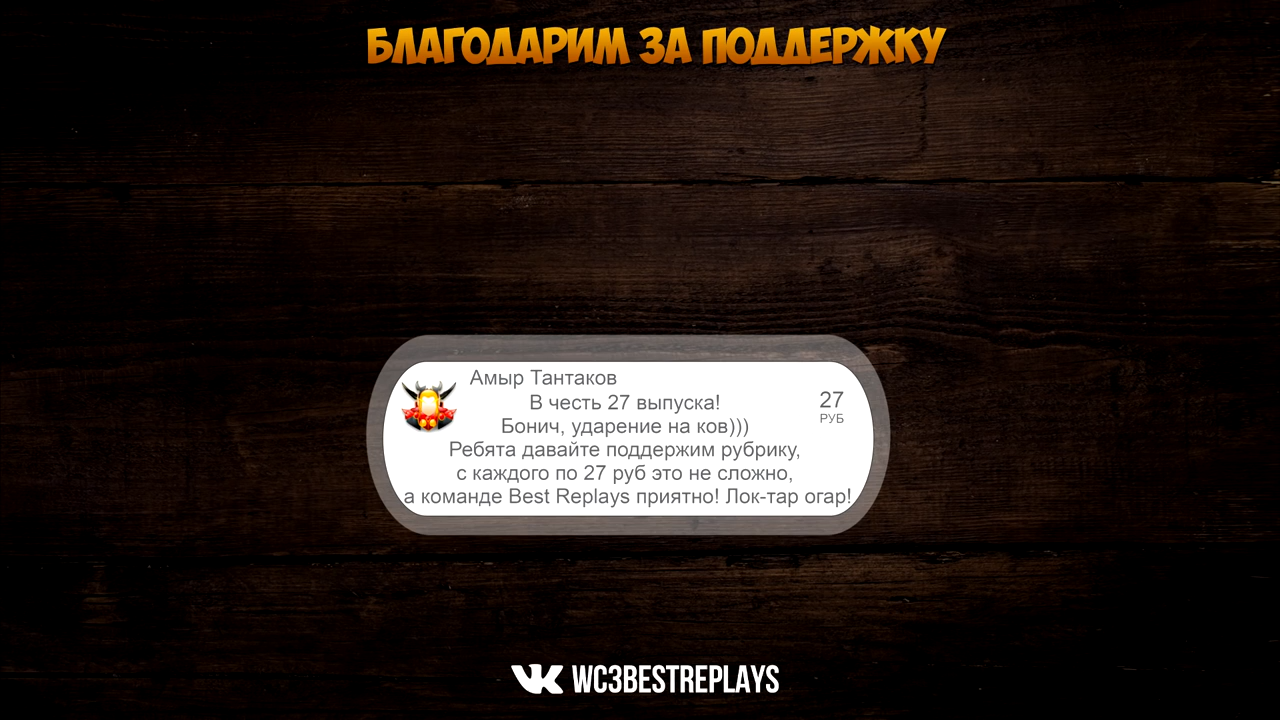 БЛАГОДАРИМ ЗА ПОДДЕРЖКУ
Амыр Тантаков
В честь 27 выпуска!
27
РУБ
Бонич, ударение на ков)))
Ребята давайте поддержим рубрику,
с каждого по 27 руб это не сложно,
а команде Best Replays приятно! Лок-тар огар!
WC3BESTREPLAYS